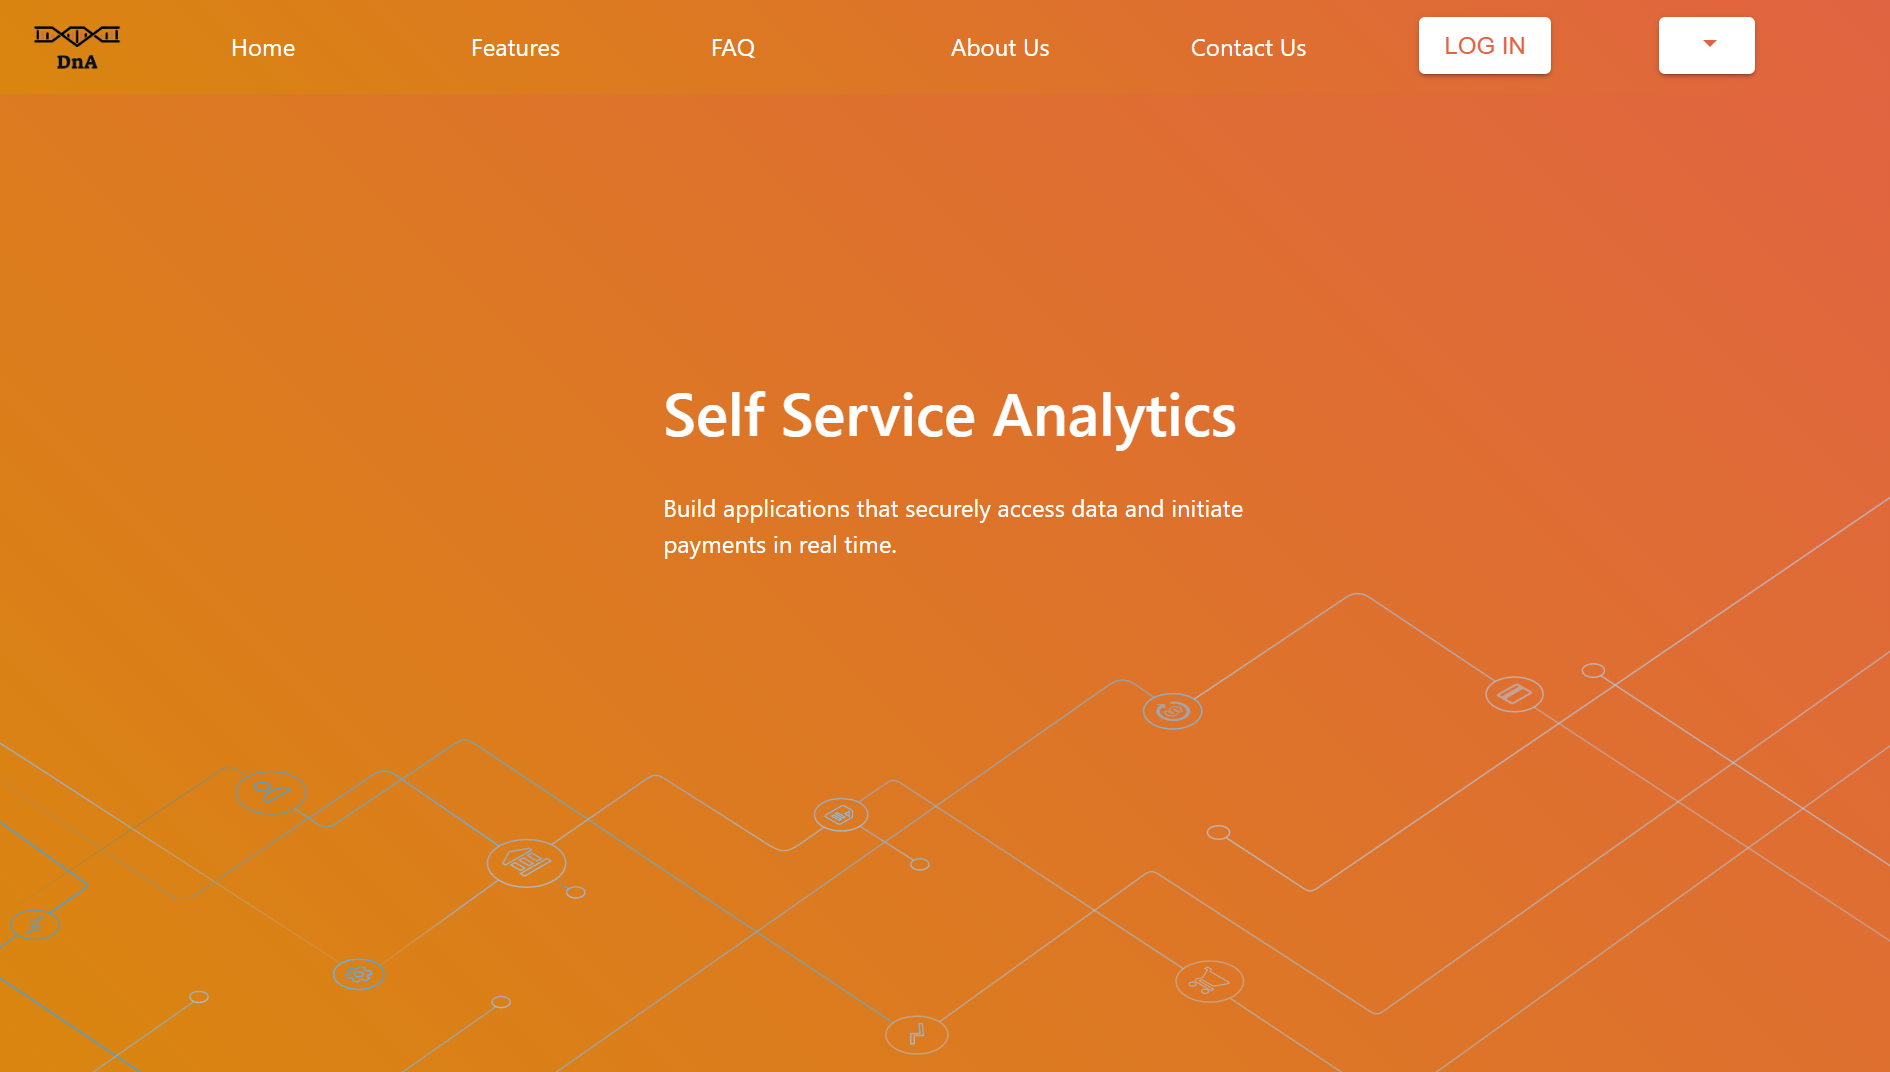 DnA
Home
Features
FAQ
About Us
Contact Us
LOG IN
Self Service Analytics
Build applications that securely access data and initiate
payments in real time.